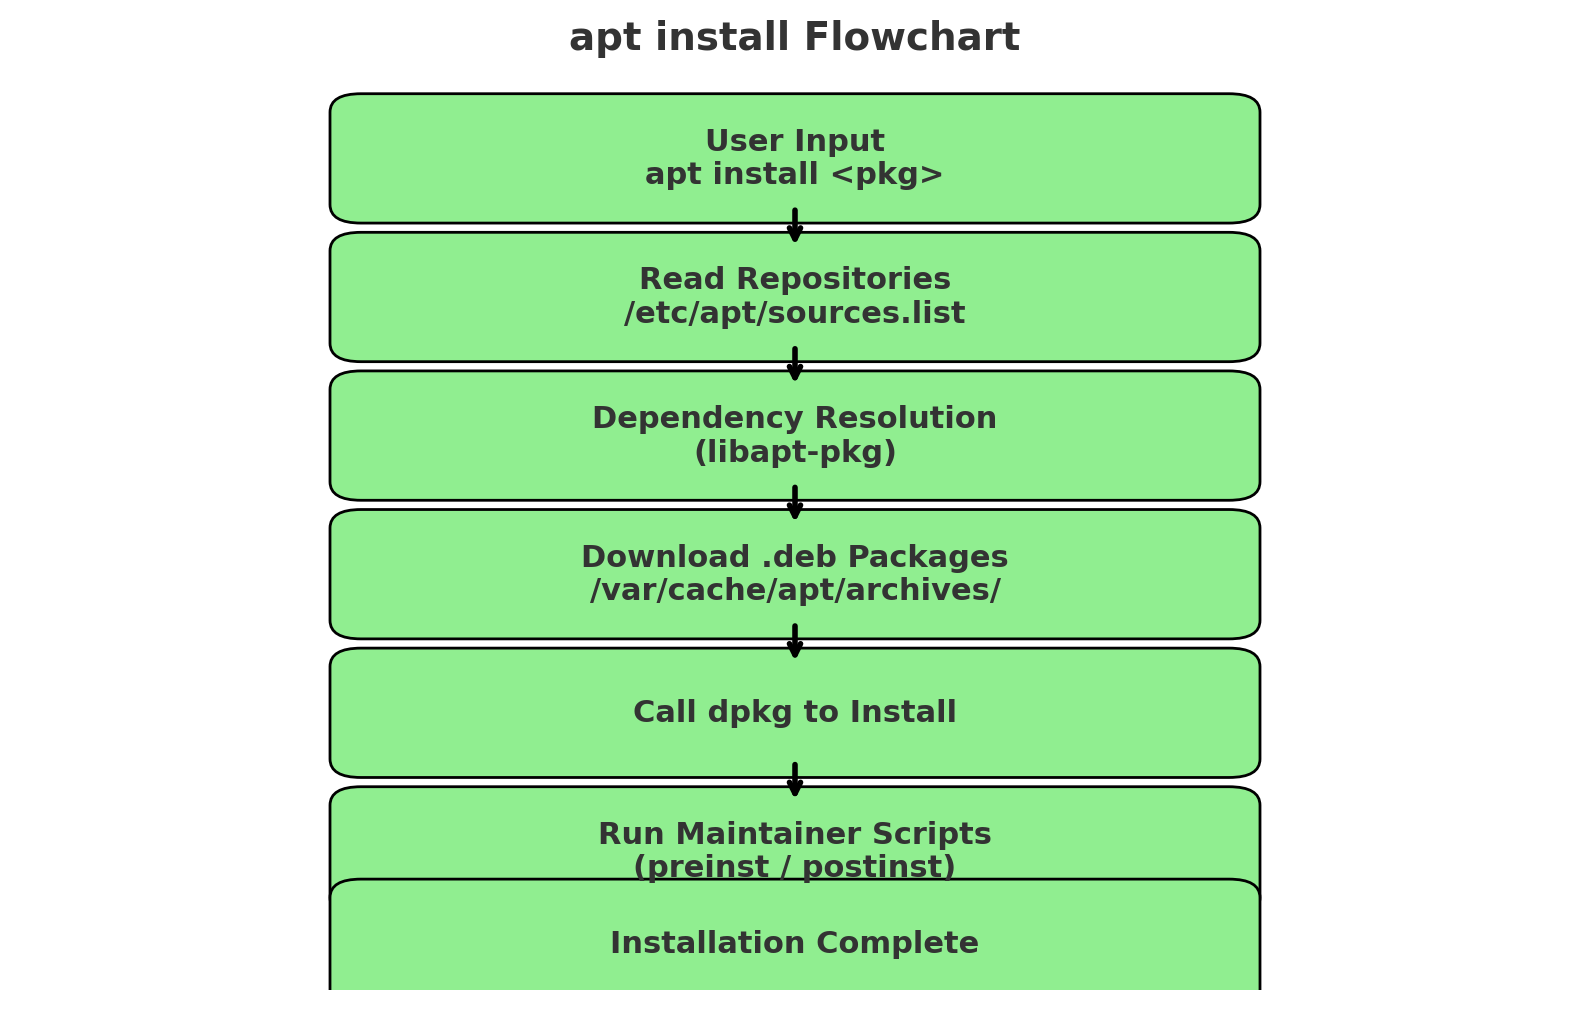 apt install Flowchart
User Input
apt install <pkg>
Read Repositories
/etc/apt/sources.list
Dependency Resolution
(libapt-pkg)
Download .deb Packages
/var/cache/apt/archives/
Call dpkg to Install
Run Maintainer Scripts
(preinst / postinst)
Installation Complete